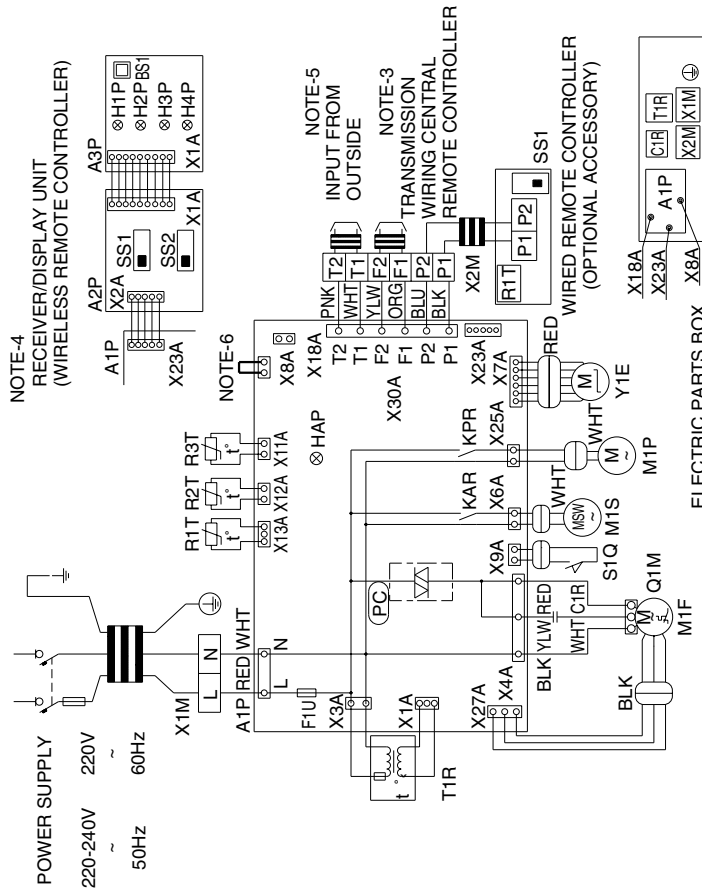 POWER SUPPLY
220-240V 220V
~ ~
50Hz 60Hz
X1M
L N
A1P RED WHT
L N
F1U
X3A
X1A
t°
T1R
X27A
X4A
BLK YLW RED
WHT C1R
BLK
M
Q1M
M1F
PC
R1T R2T R3T
t° t° t°
X13A X12A X11A
HAP
NOTE-6
X8A
X18A
X9A
S1Q
KAR
X6A
WHT
MSW
~
M1S
KPR
X25A
WHT
M
~
M1P
X23A
X7A
RED
M
Y1E
X30A
T2 PNK T2
T1 WHT T1
F2 YLW F2
F1 ORG F1
P2 BLU P2
P1 BLK P1
X2M
NOTE-5
INPUT FROM
OUTSIDE
NOTE-3
TRANSMISSION
WIRING CENTRAL
REMOTE CONTROLLER
R1T
P1 P2
SS1
WIRED REMOTE CONTROLLER
(OPTIONAL ACCESSORY)
NOTE-4
RECEIVER/DISPLAY UNIT
(WIRELESS REMOTE CONTROLLER)
A1P
X23A
A2P
X2A
SS1
SS2
X1A
A3P
X1A
H1P
H2P
BS1
H3P
H4P
X18A
X23A
X8A
A1P
C1R T1R
X2M X1M
ELECTRIC PARTS BOX